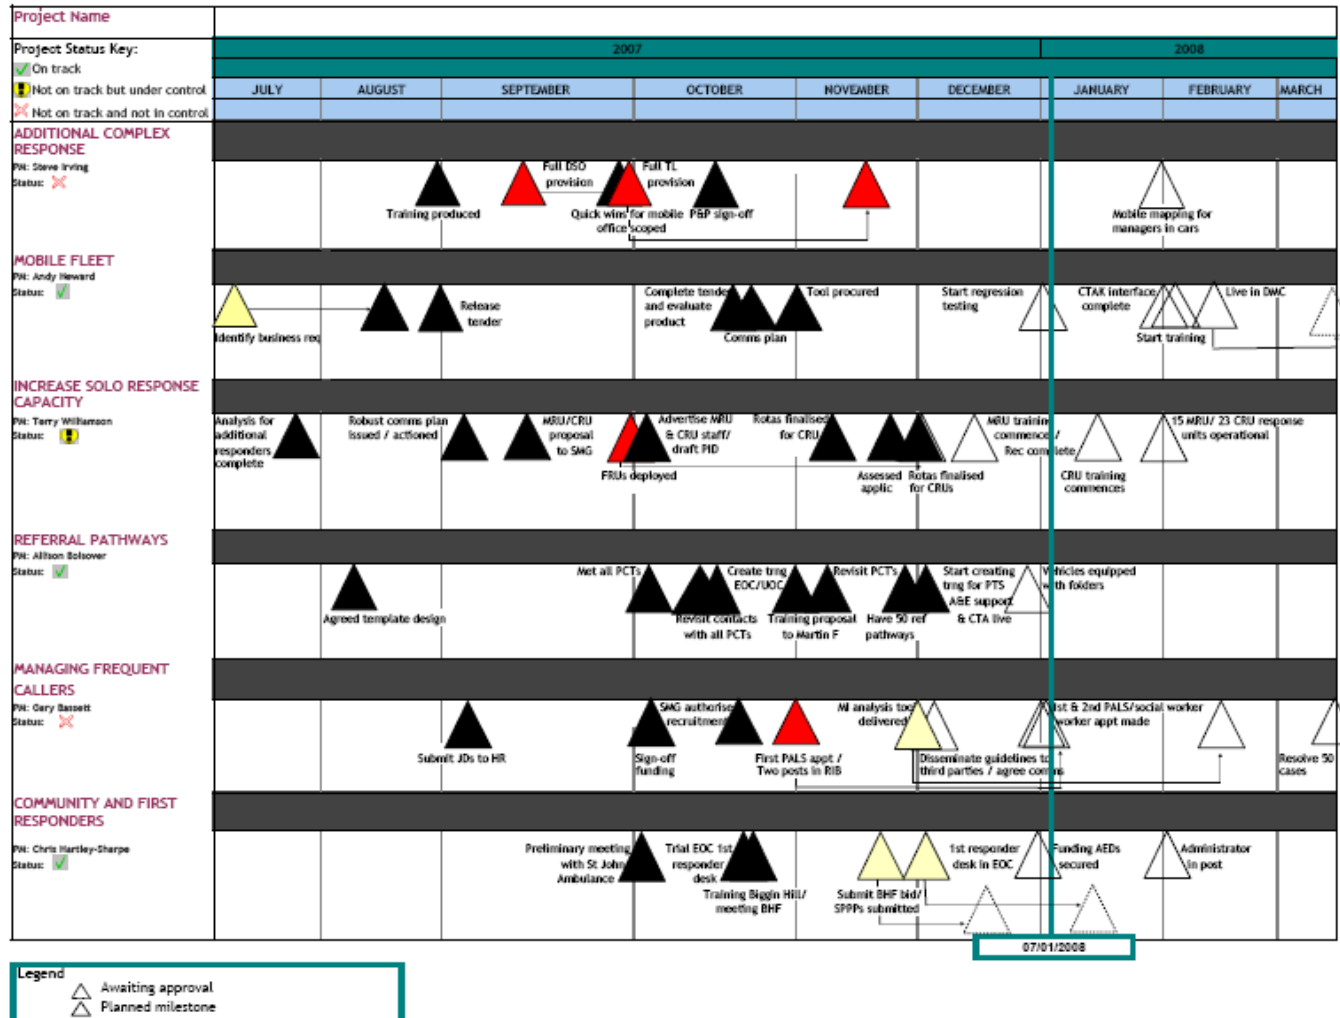 Project Name
Project Status Key:
On track
Not on track but under control
Not on track and not in control
2007
2008
JULY
AUGUST
SEPTEMBER
OCTOBER
NOVEMBER
DECEMBER
JANUARY
FEBRUARY
MARCH
ADDITIONAL COMPLEX
RESPONSE
PM: Steve Irving
Status:
Training produced
Full DSO
provision
Quick wins for mobile
office scoped
Full TL
provision
P&P sign-off
Mobile mapping for
managers in cars
MOBILE FLEET
PM: Andy Heward
Status:
Identify business req
Release
tender
Complete tender
and evaluate
product
Comms plan
Tool procured
Start regression
testing
CTAK interface
complete
Start training
Live in DMC
INCREASE SOLO RESPONSE
CAPACITY
PM: Terry Williamson
Status:
Analysis for
additional
responders
complete
Robust comms plan
issued / actioned
MRU/CRU
proposal
to SMG
FRUs deployed
Advertise MRU
& CRU staff/
draft PID
Rotas finalised
for CRU
Assessed
applic
Rotas finalised
for CRUs
MRU training
commences/
Rec complete
CRU training
commences
15 MRU/ 23 CRU response
units operational
REFERRAL PATHWAYS
PM: Allison Bolsover
Status:
Agreed template design
Met all PCTs
Revisit contacts
with all PCTs
Create trng
EOC/UOC
Training proposal
to Martin F
Revisit PCT's
Have 50 ref
pathways
Start creating
trng for PTS
A&E support
& CTA live
Vehicles equipped
with folders
MANAGING FREQUENT
CALLERS
PM: Gary Bassett
Status:
Submit JDs to HR
Sign-off
funding
SMG authorise
recruitment
First PALS appt /
Two posts in RIB
MI analysis tool
delivered
Disseminate guidelines to
third parties / agree comms
1st & 2nd PALS/social worker
worker appt made
Resolve 50
cases
COMMUNITY AND FIRST
RESPONDERS
PM: Chris Hartley-Sharpe
Status:
Preliminary meeting
with St John
Ambulance
Trial EOC 1st
responder
desk
Training Biggin Hill/
meeting BHF
Submit BHF bid/
SPPPs submitted
1st responder
desk in EOC
Funding AEDs
secured
Administrator
in post
07/01/2008
Legend
Awaiting approval
Planned milestone